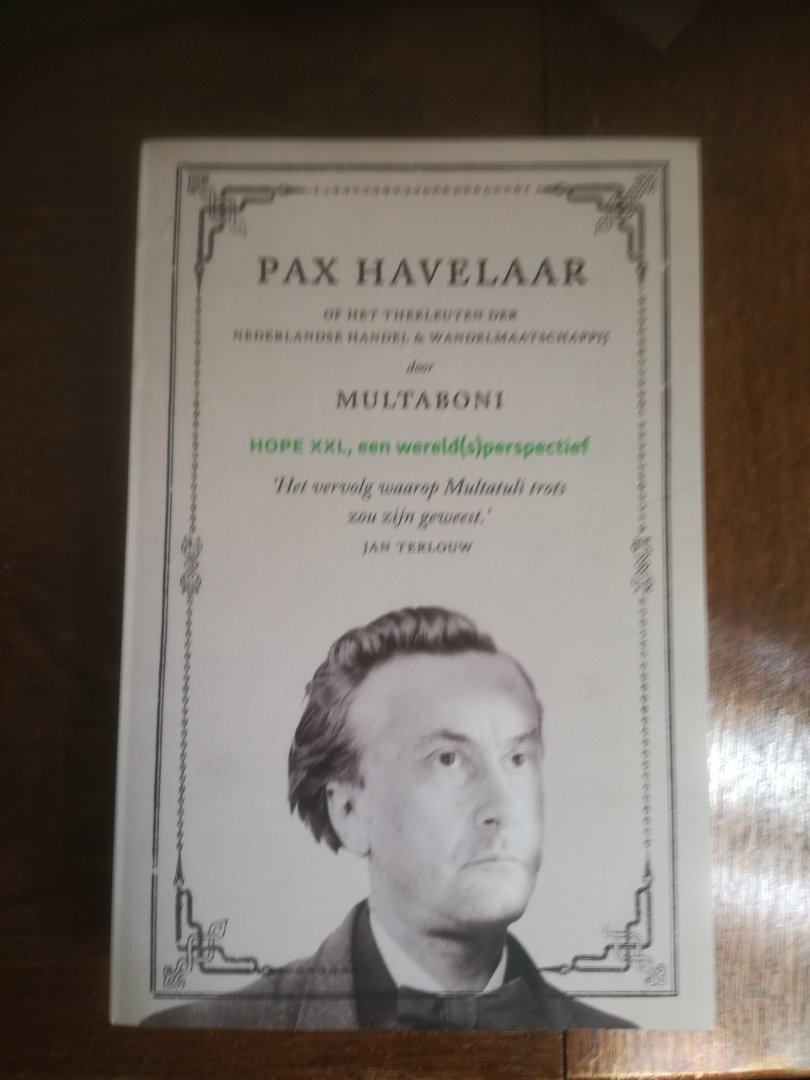 PAX HAVELAAR
OF HET THEELEUTEN DER
NEDERLANDSE HANDEL & WANDELMAATSCHAPPIJ
door
MULTABONI
HOPE XXL, een wereld(s)perspectief
'Het vervolg waarop Multatuli trots
zou zijn geweest.'
JAN TERLOUW